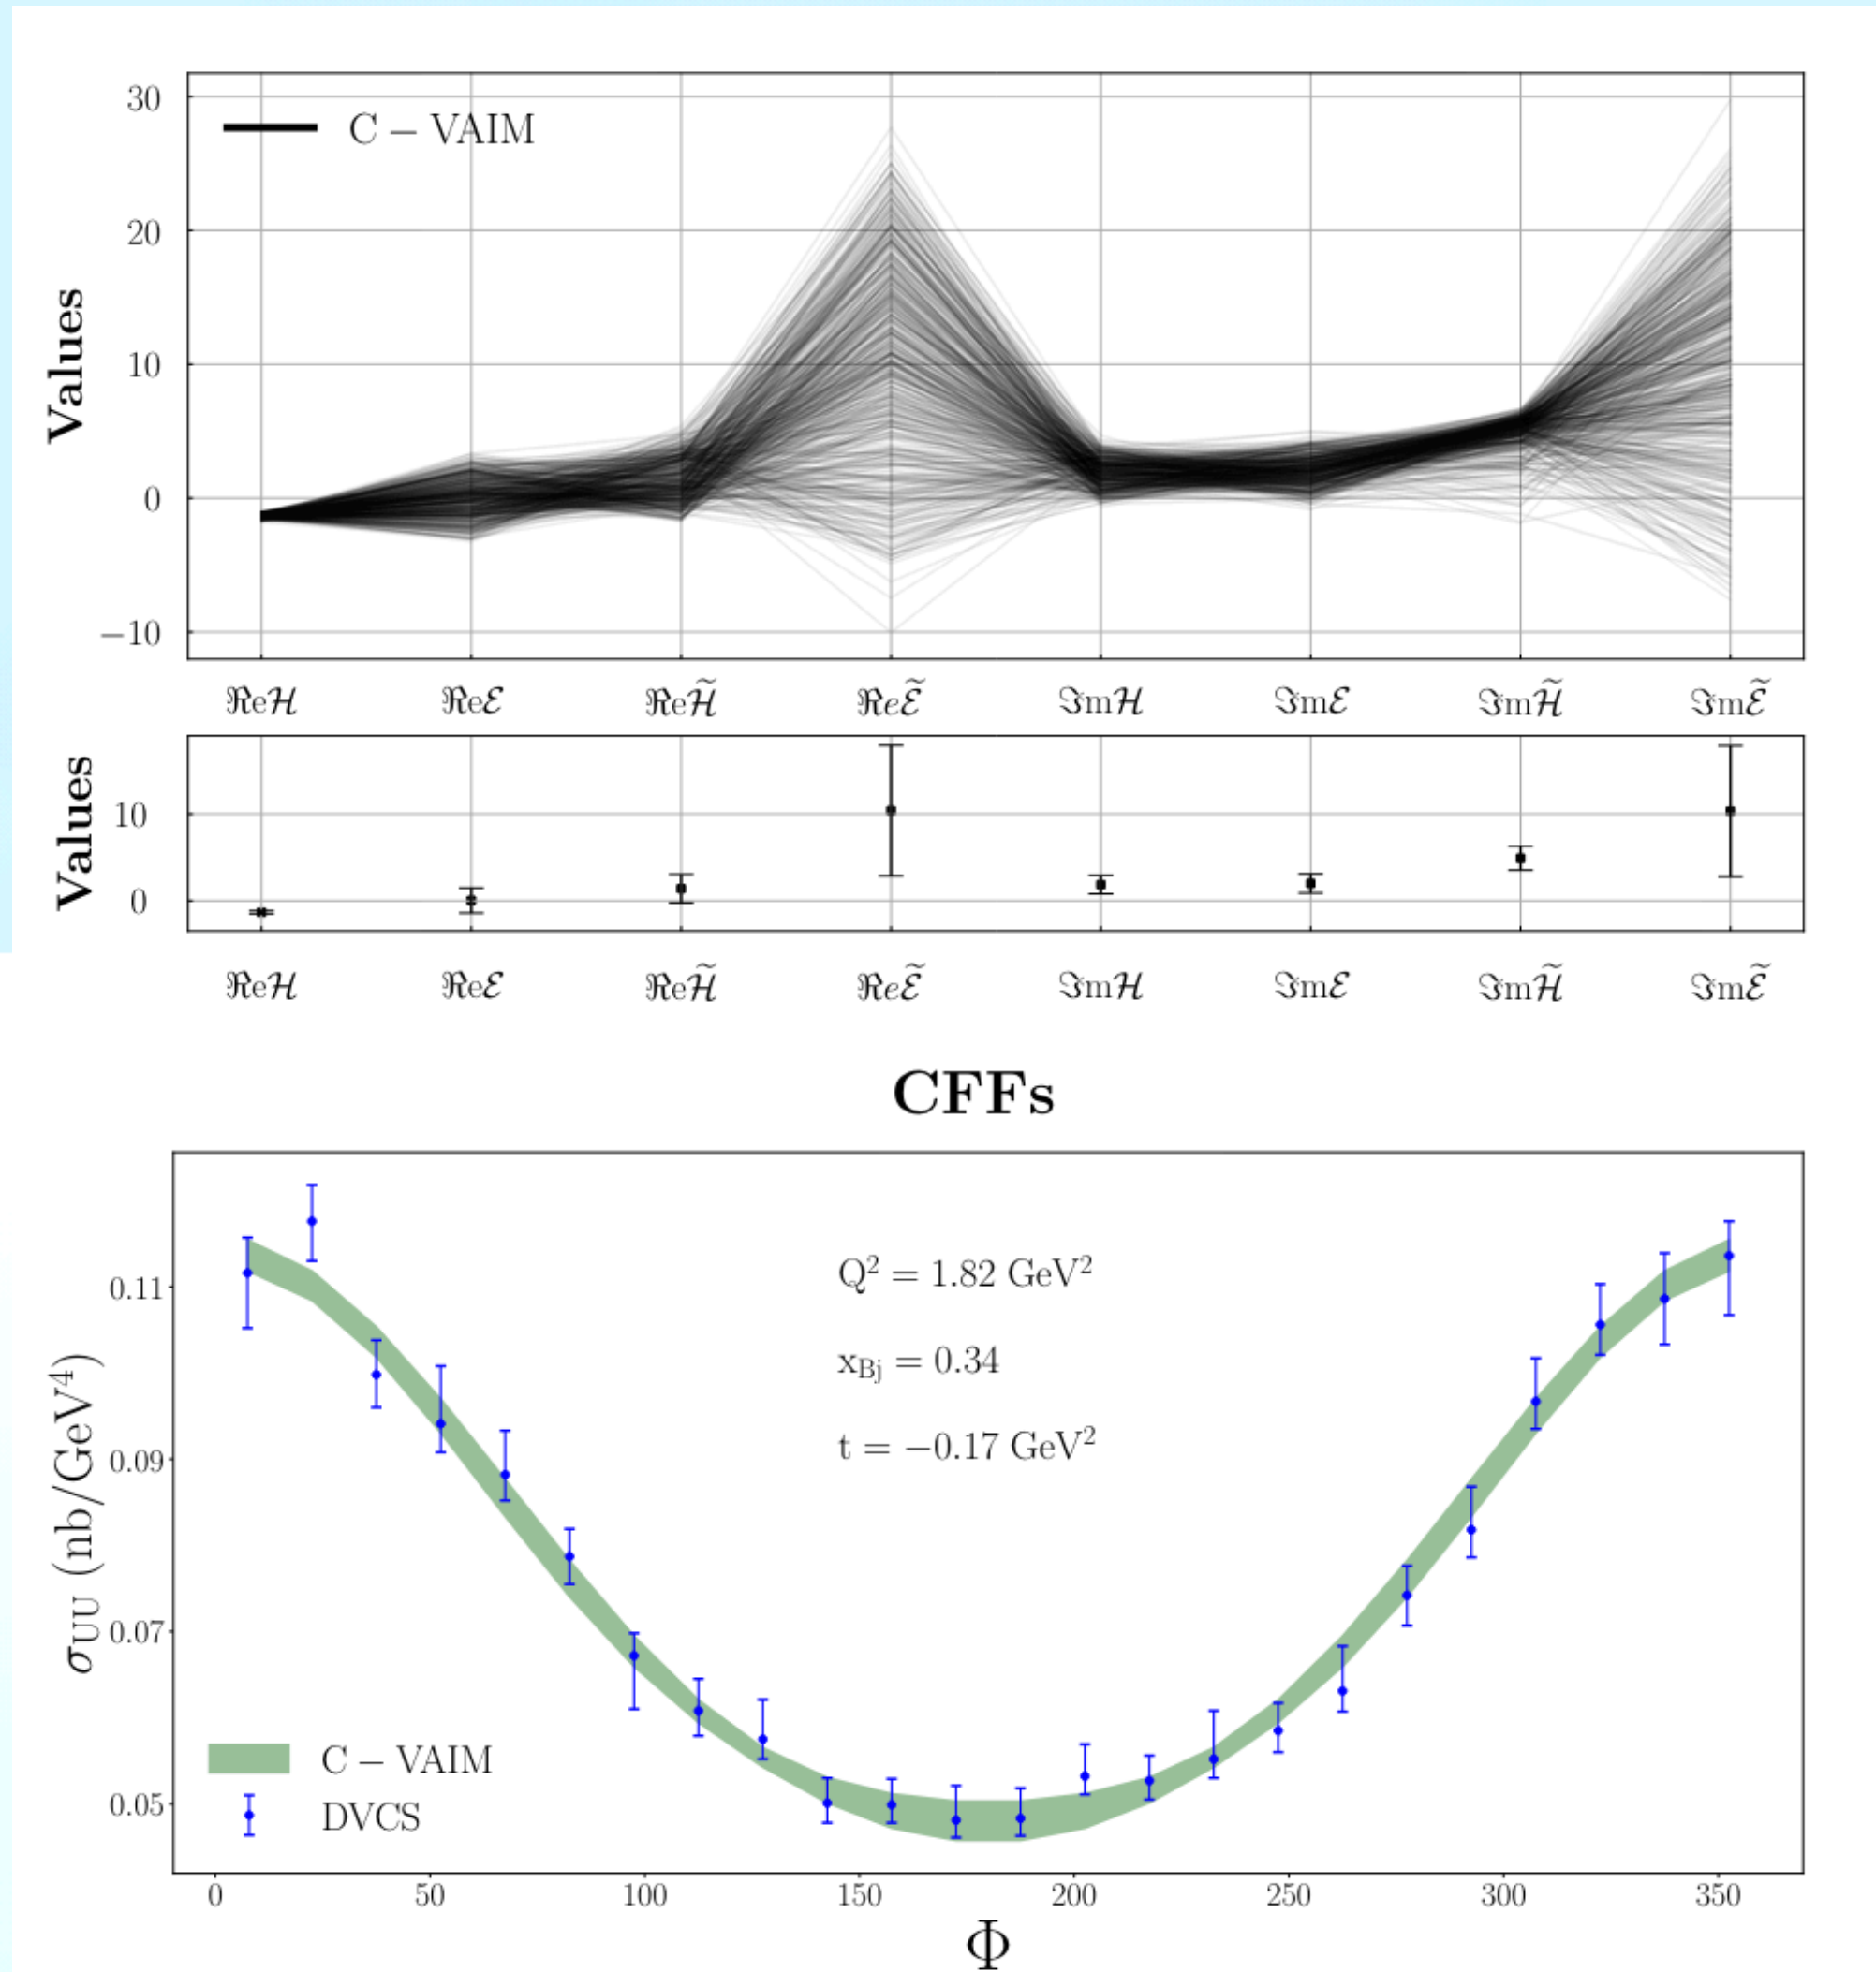 30
C − VAIM
20
Values
10
0
−10
ℜeℋ ℜeℰ ℜeℋ̃ ℜeℰ̃ ℑmℋ ℑmℰ ℑmℋ̃ ℑmℰ̃
Values
10
0
ℜeℋ ℜeℰ ℜeℋ̃ ℜeℰ̃ ℑmℋ ℑmℰ ℑmℋ̃ ℑmℰ̃
CFFs
Q² = 1.82 GeV²
0.11
x_Bj = 0.34
t = −0.17 GeV²
0.09
σ_UU (nb/GeV⁴)
0.07
C − VAIM
0.05
DVCS
0 50 100 150 200 250 300 350
Φ